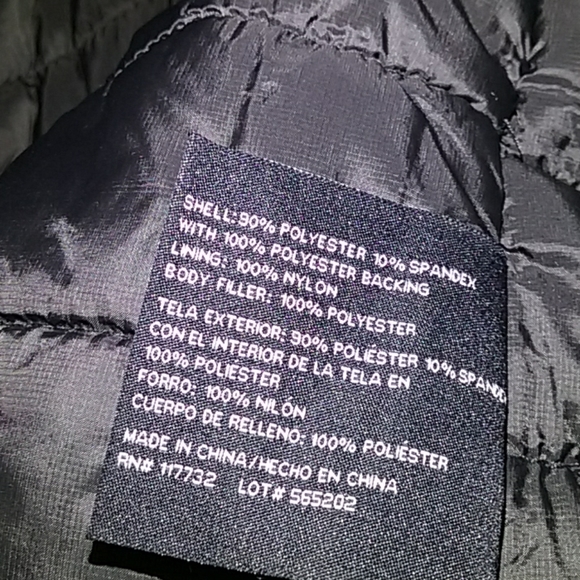 SHELL: 90% POLYESTER 10% SPANDEX
WITH 100% POLYESTER BACKING
LINING: 100% NYLON
BODY FILLER: 100% POLYESTER
TELA EXTERIOR: 90% POLIÉSTER 10% SPANDE
CON EL INTERIOR DE LA TELA EN
100% POLIÉSTER
FORRO: 100% NILÓN
CUERPO DE RELLENO: 100% POLIÉSTER
MADE IN CHINA/HECHO EN CHINA
RN# 117732 LOT# 565202